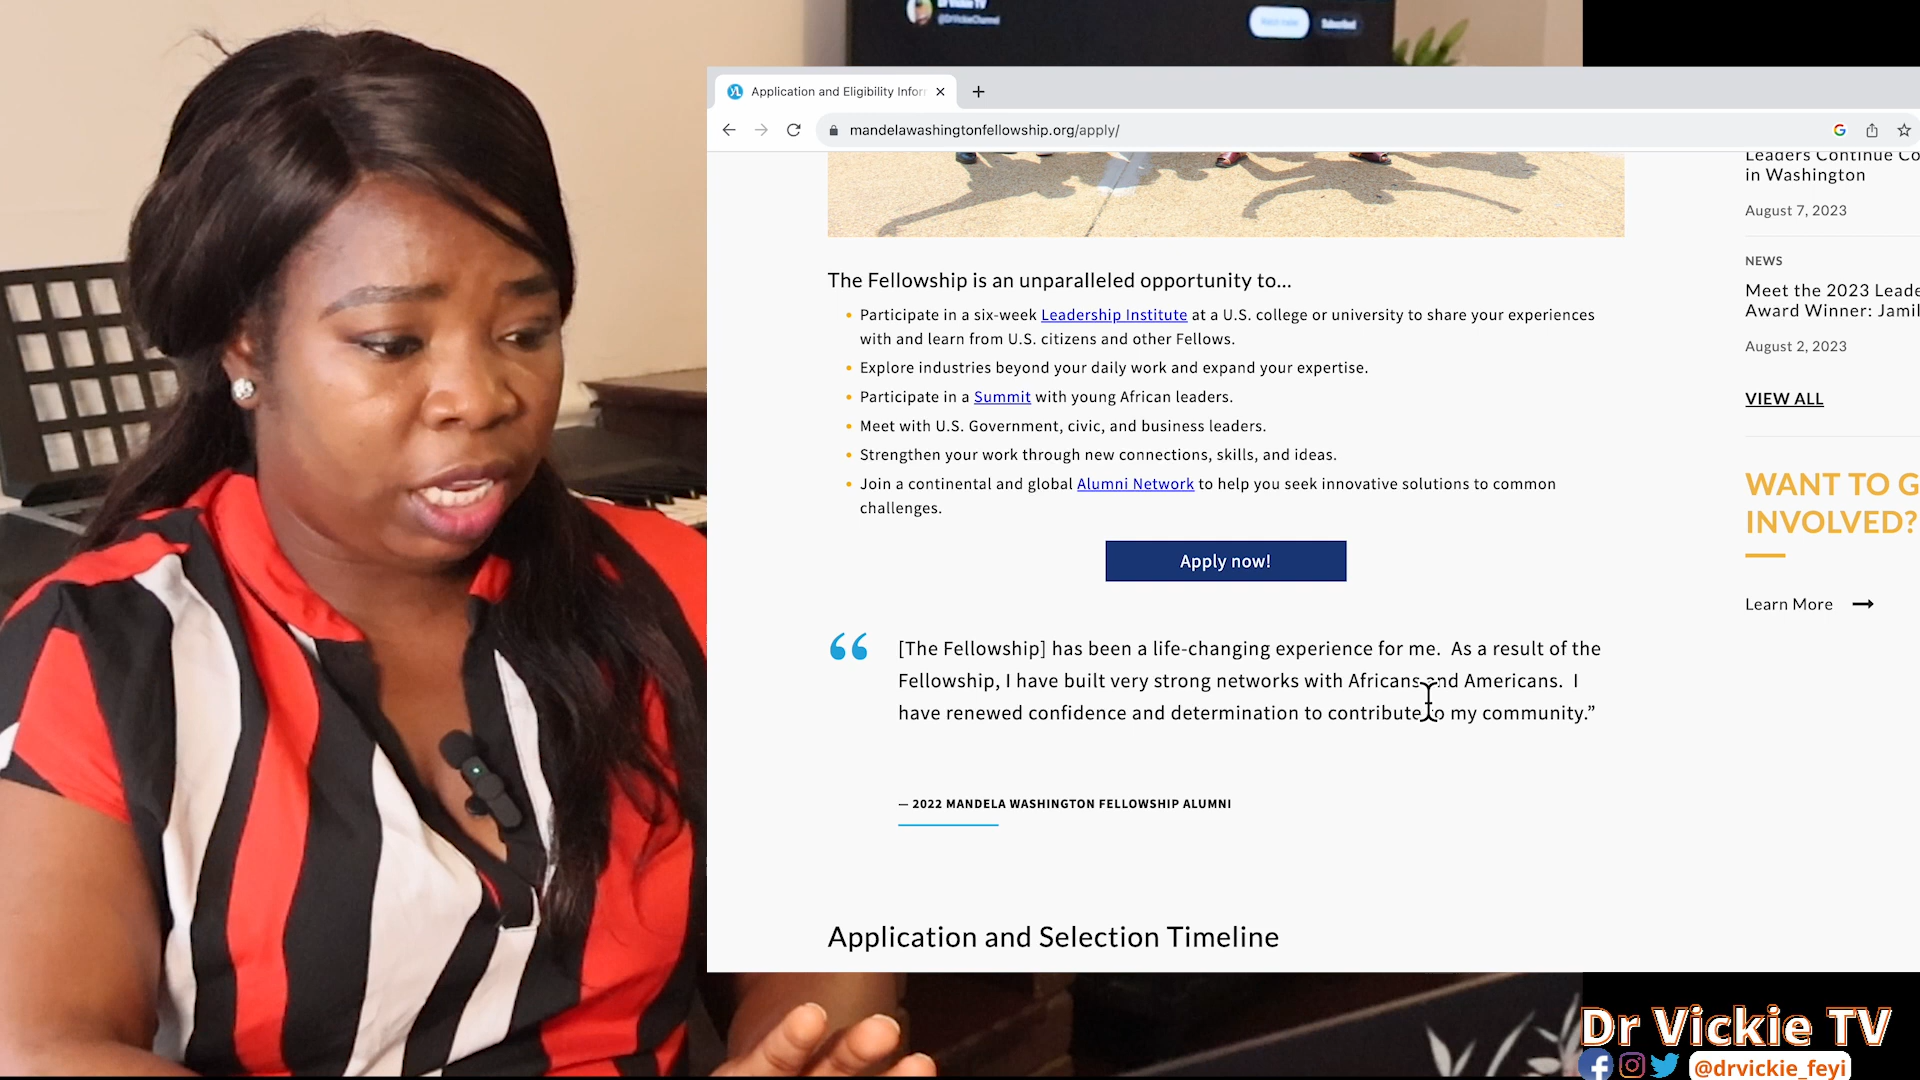 Dr Vickie TV
@DrVickieChannel
Subscribed
Application and Eligibility Infor
mandelawashingtonfellowship.org/apply/
The Fellowship is an unparalleled opportunity to...
• Participate in a six-week Leadership Institute at a U.S. college or university to share your experiences
with and learn from U.S. citizens and other Fellows.
• Explore industries beyond your daily work and expand your expertise.
• Participate in a Summit with young African leaders.
• Meet with U.S. Government, civic, and business leaders.
• Strengthen your work through new connections, skills, and ideas.
• Join a continental and global Alumni Network to help you seek innovative solutions to common
challenges.
Apply now!
“ [The Fellowship] has been a life-changing experience for me. As a result of the
Fellowship, I have built very strong networks with Africans and Americans. I
have renewed confidence and determination to contribute to my community.”
— 2022 MANDELA WASHINGTON FELLOWSHIP ALUMNI
Application and Selection Timeline
Leaders Continue Co
in Washington
August 7, 2023
NEWS
Meet the 2023 Leade
Award Winner: Jamil
August 2, 2023
VIEW ALL
WANT TO G
INVOLVED?
Learn More
Dr Vickie TV
@drvickie_feyi